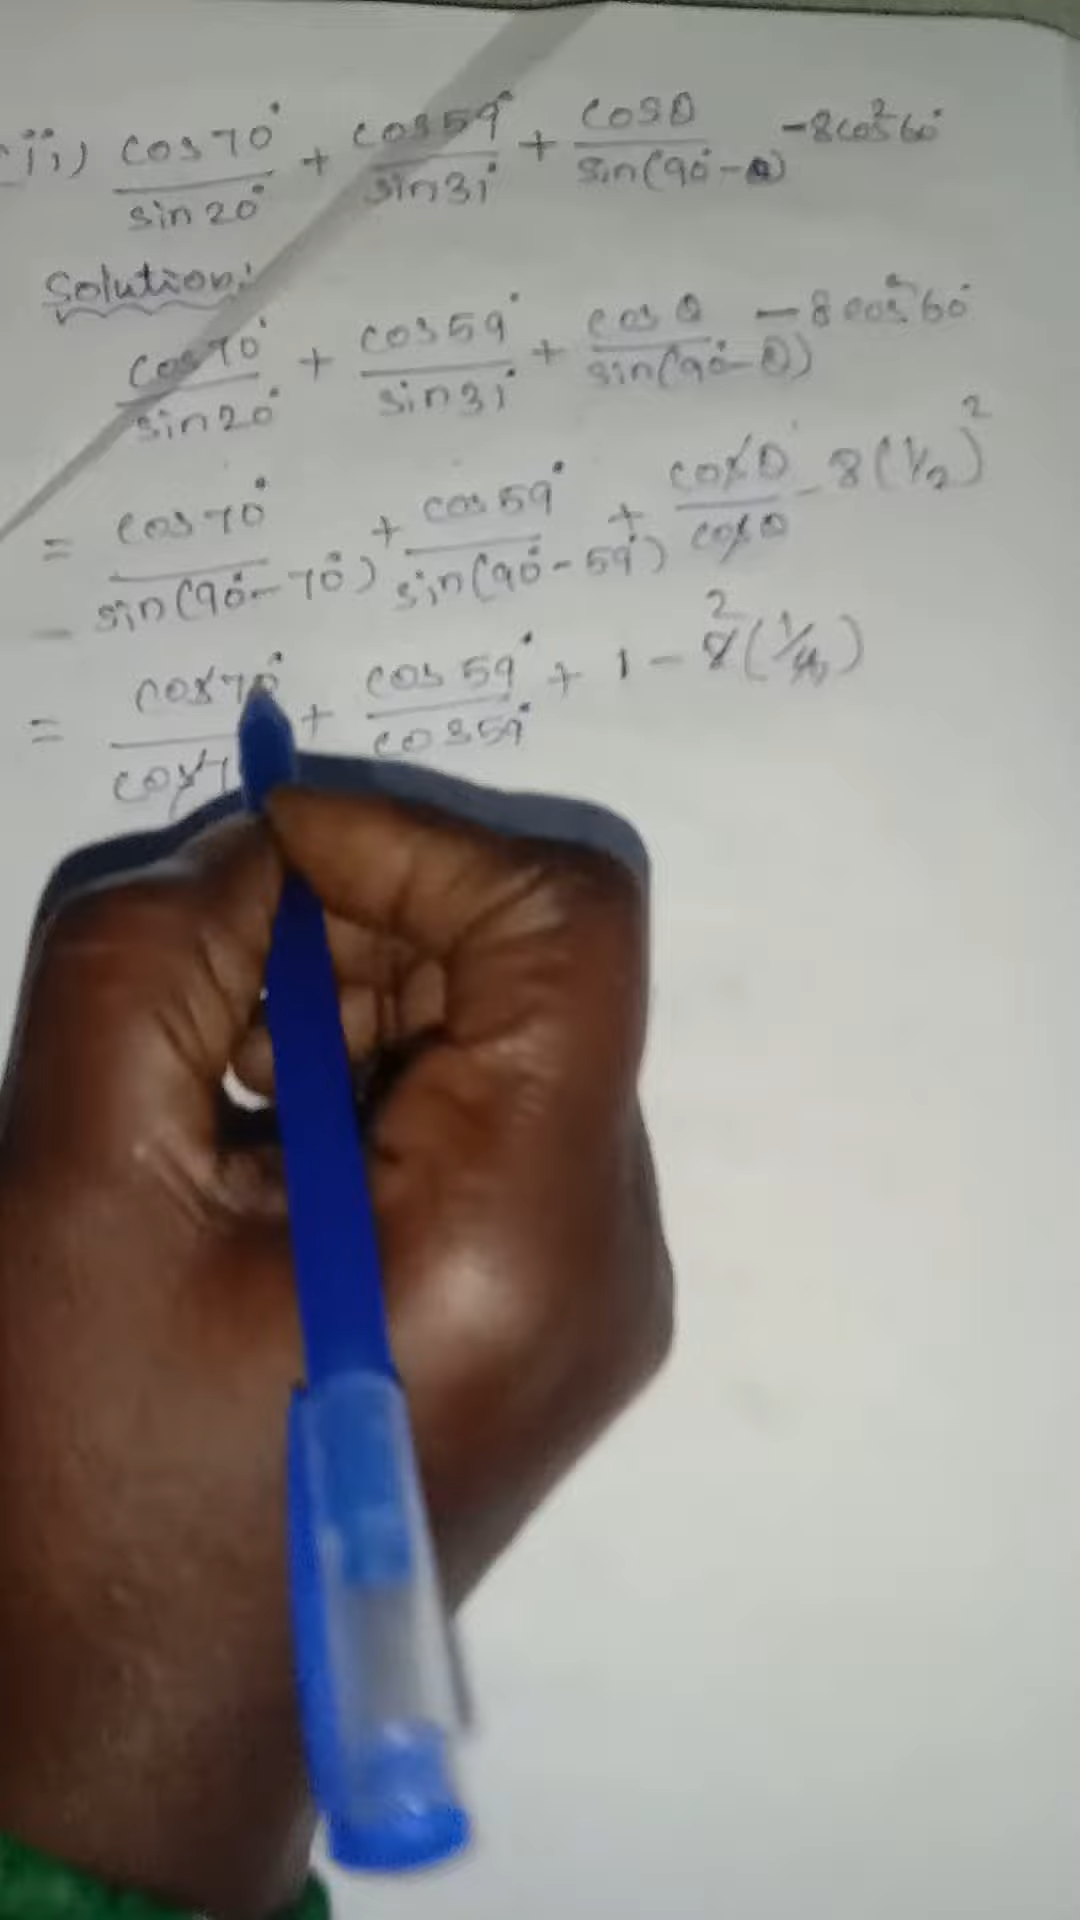 ii) cos70°/sin20° + cos59°/sin31° + cosθ/sin(90°-θ) -8cos²60°
Solution:
cos70°/sin20° + cos59°/sin31° + cosθ/sin(90°-θ) -8cos²60°
= cos70°/sin(90°-70°) + cos59°/sin(90°-59°) + cosθ/cosθ - 8(1/2)²
= cos70°/cos7 + cos59°/cos59° + 1 - 8(1/4) 2